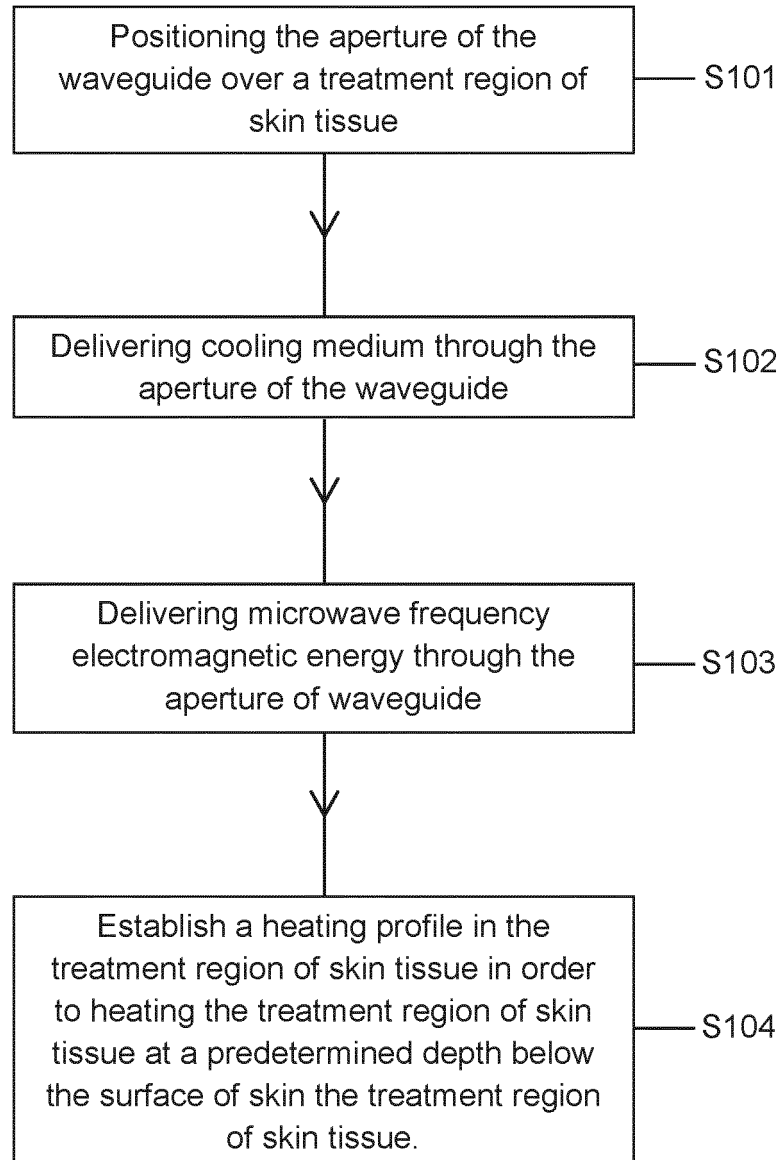 Positioning the aperture of the
waveguide over a treatment region of
skin tissue
S101
Delivering cooling medium through the
aperture of the waveguide
S102
Delivering microwave frequency
electromagnetic energy through the
aperture of waveguide
S103
Establish a heating profile in the
treatment region of skin tissue in order
to heating the treatment region of skin
tissue at a predetermined depth below
the surface of skin the treatment region
of skin tissue.
S104